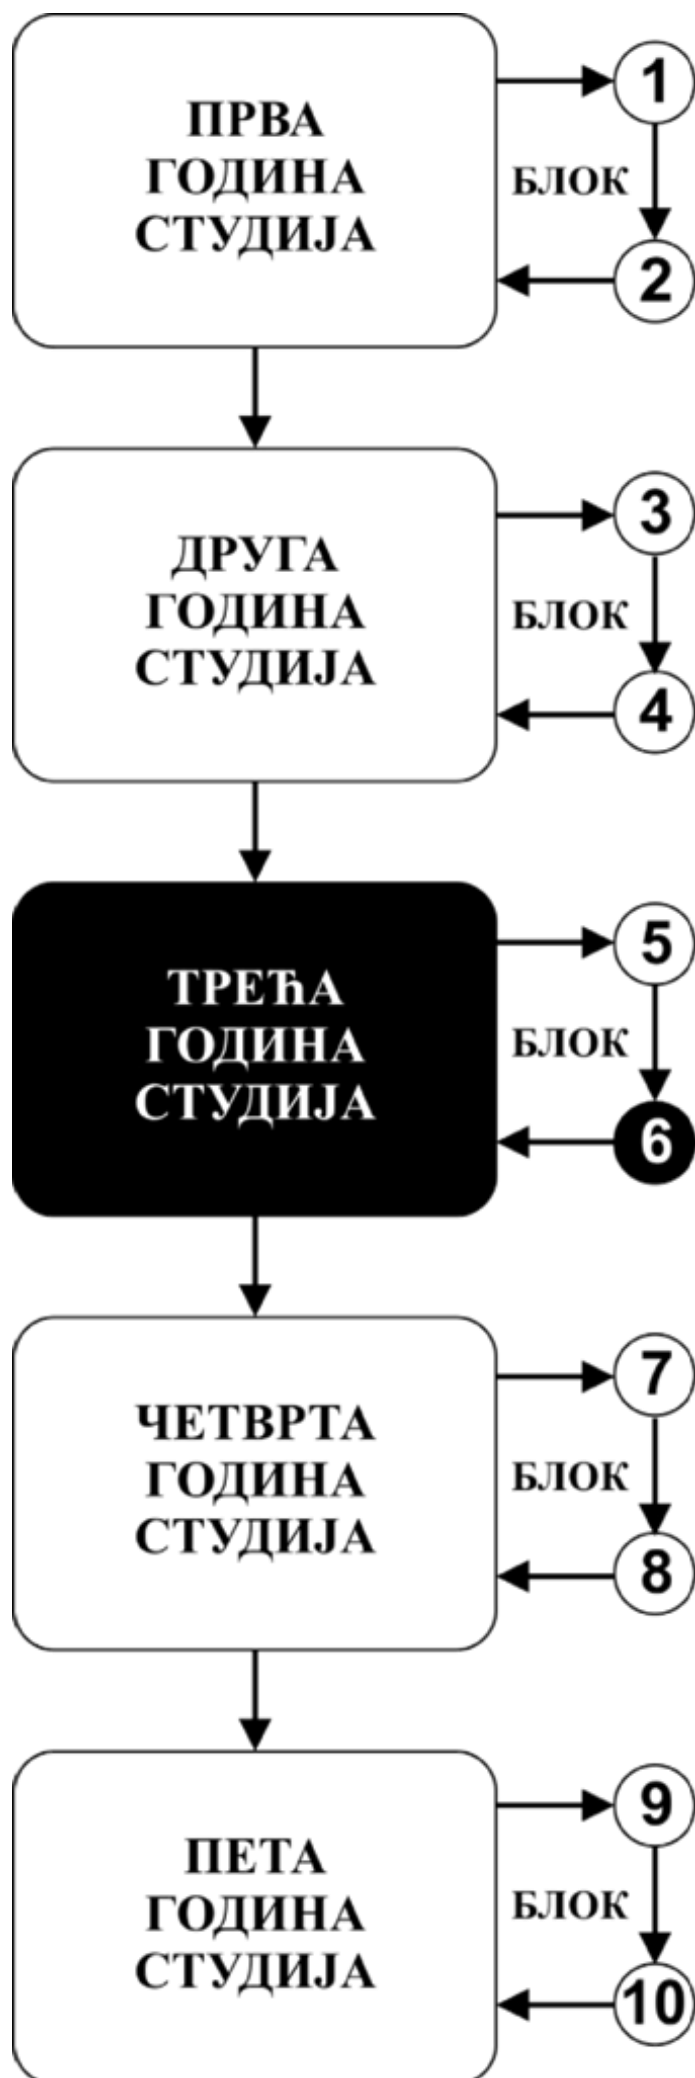 ПРВА
ГОДИНА
СТУДИЈА
1
БЛОК
2
ДРУГА
ГОДИНА
СТУДИЈА
3
БЛОК
4
ТРЕЋА
ГОДИНА
СТУДИЈА
5
БЛОК
6
ЧЕТВРТА
ГОДИНА
СТУДИЈА
7
БЛОК
8
ПЕТА
ГОДИНА
СТУДИЈА
9
БЛОК
10